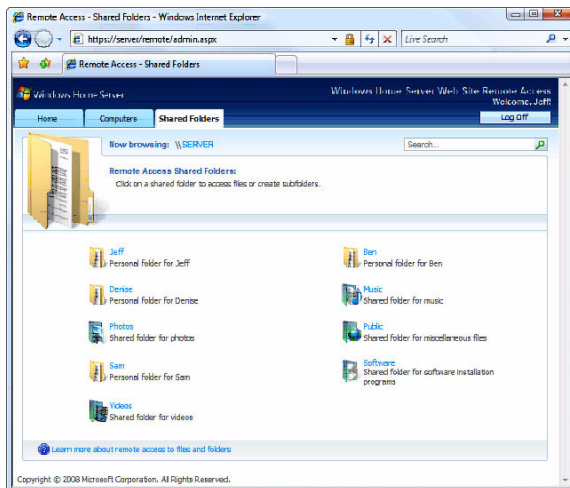 Remote Access - Shared Folders - Windows Internet Explorer
https://server/remote/admin.aspx
Live Search
Remote Access - Shared Folders
Windows Home Server
Windows Home Server Web Site Remote Access
Welcome, Jeff!
Home
Computers
Shared Folders
Log Off
Now browsing: \\SERVER
Search...
Remote Access Shared Folders:
Click on a shared folder to access files or create subfolders.
Jeff
Personal folder for Jeff
Ben
Personal folder for Ben
Denise
Personal folder for Denise
Music
Shared folder for music
Photos
Shared folder for photos
Public
Shared folder for miscellaneous files
Sam
Personal folder for Sam
Software
Shared folder for software installation
programs
Videos
Shared folder for videos
Learn more about remote access to files and folders
Copyright © 2008 Microsoft Corporation. All Rights Reserved.